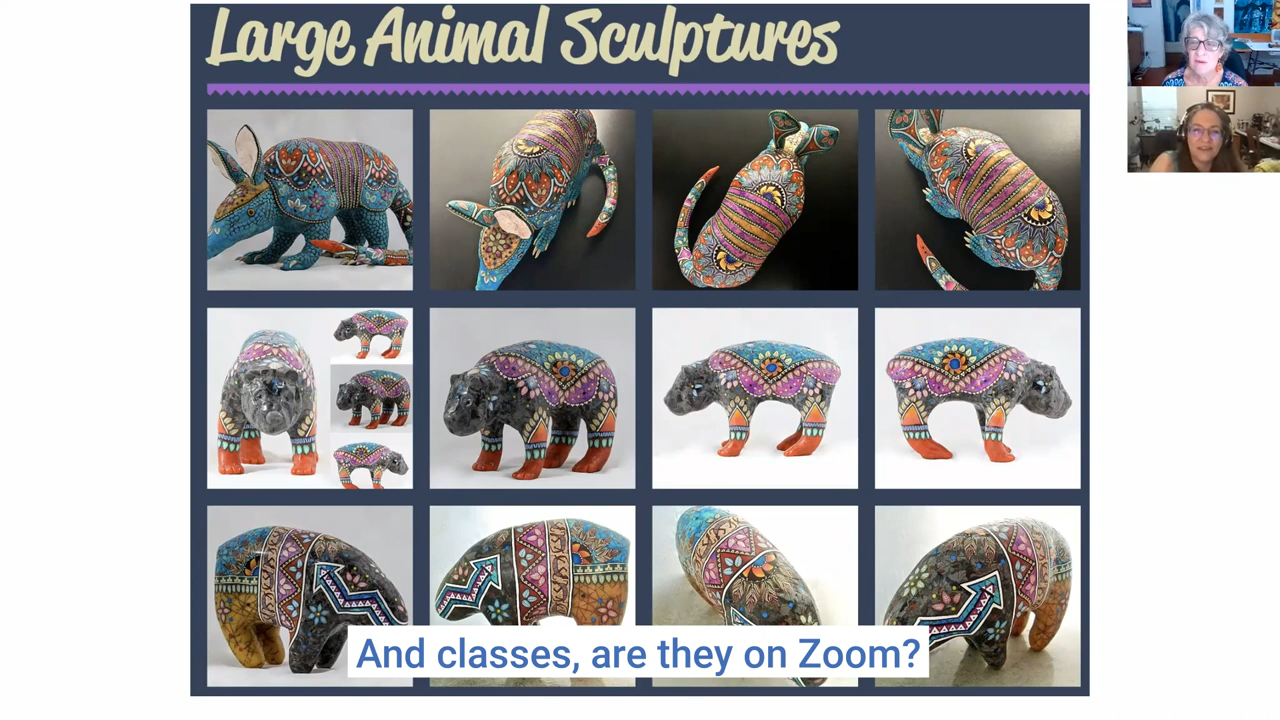 Large Animal Sculptures
And classes, are they on Zoom?